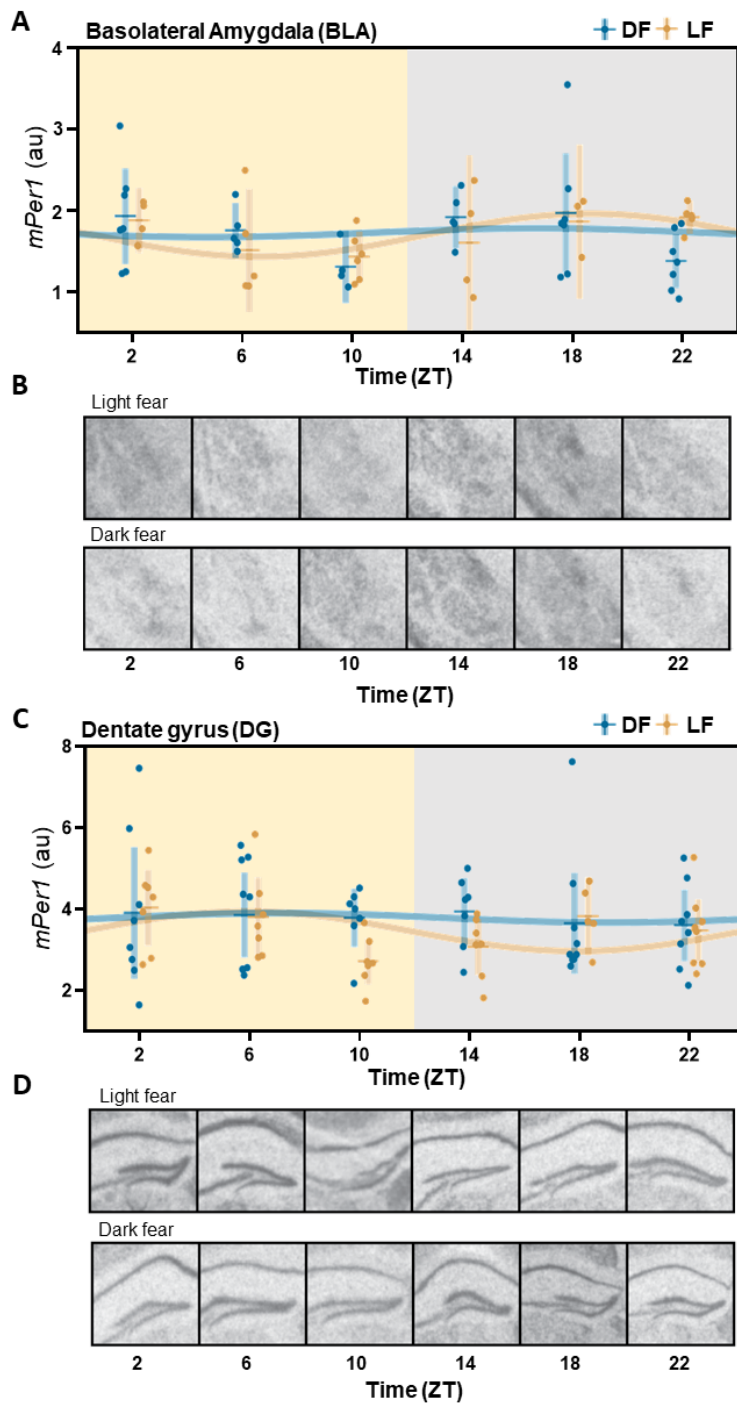 A
Basolateral Amygdala (BLA)
DF LF
4
3
2
1
mPer1 (au)
2 6 10 14 18 22
Time (ZT)
B
Light fear
Dark fear
2 6 10 14 18 22
Time (ZT)
C
Dentate gyrus (DG)
DF LF
8
6
4
2
mPer1 (au)
2 6 10 14 18 22
Time (ZT)
D
Light fear
Dark fear
2 6 10 14 18 22
Time (ZT)